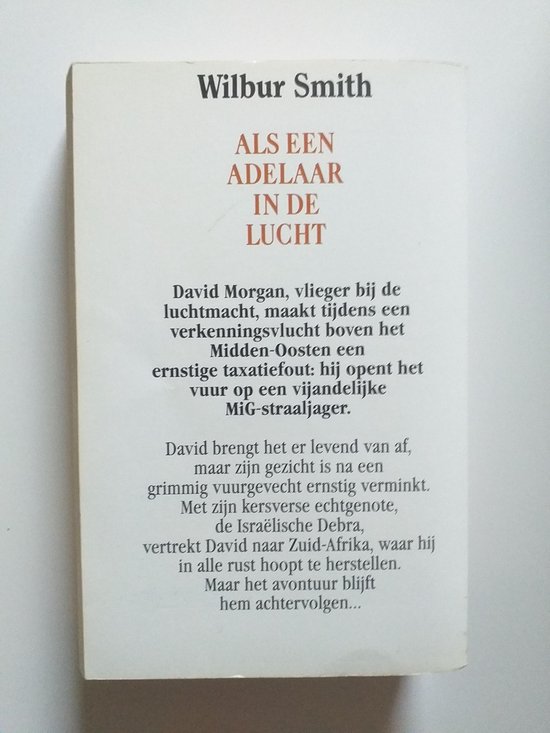 Wilbur Smith
ALS EEN
ADELAAR
IN DE
LUCHT
David Morgan, vlieger bij de
luchtmacht, maakt tijdens een
verkenningsvlucht boven het
Midden-Oosten een
ernstige taxatiefout: hij opent het
vuur op een vijandelijke
MiG-straaljager.
David brengt het er levend van af,
maar zijn gezicht is na een
grimmig vuurgevecht ernstig verminkt.
Met zijn kersverse echtgenote,
de Israëlische Debra,
vertrekt David naar Zuid-Afrika, waar hij
in alle rust hoopt te herstellen.
Maar het avontuur blijft
hem achtervolgen...